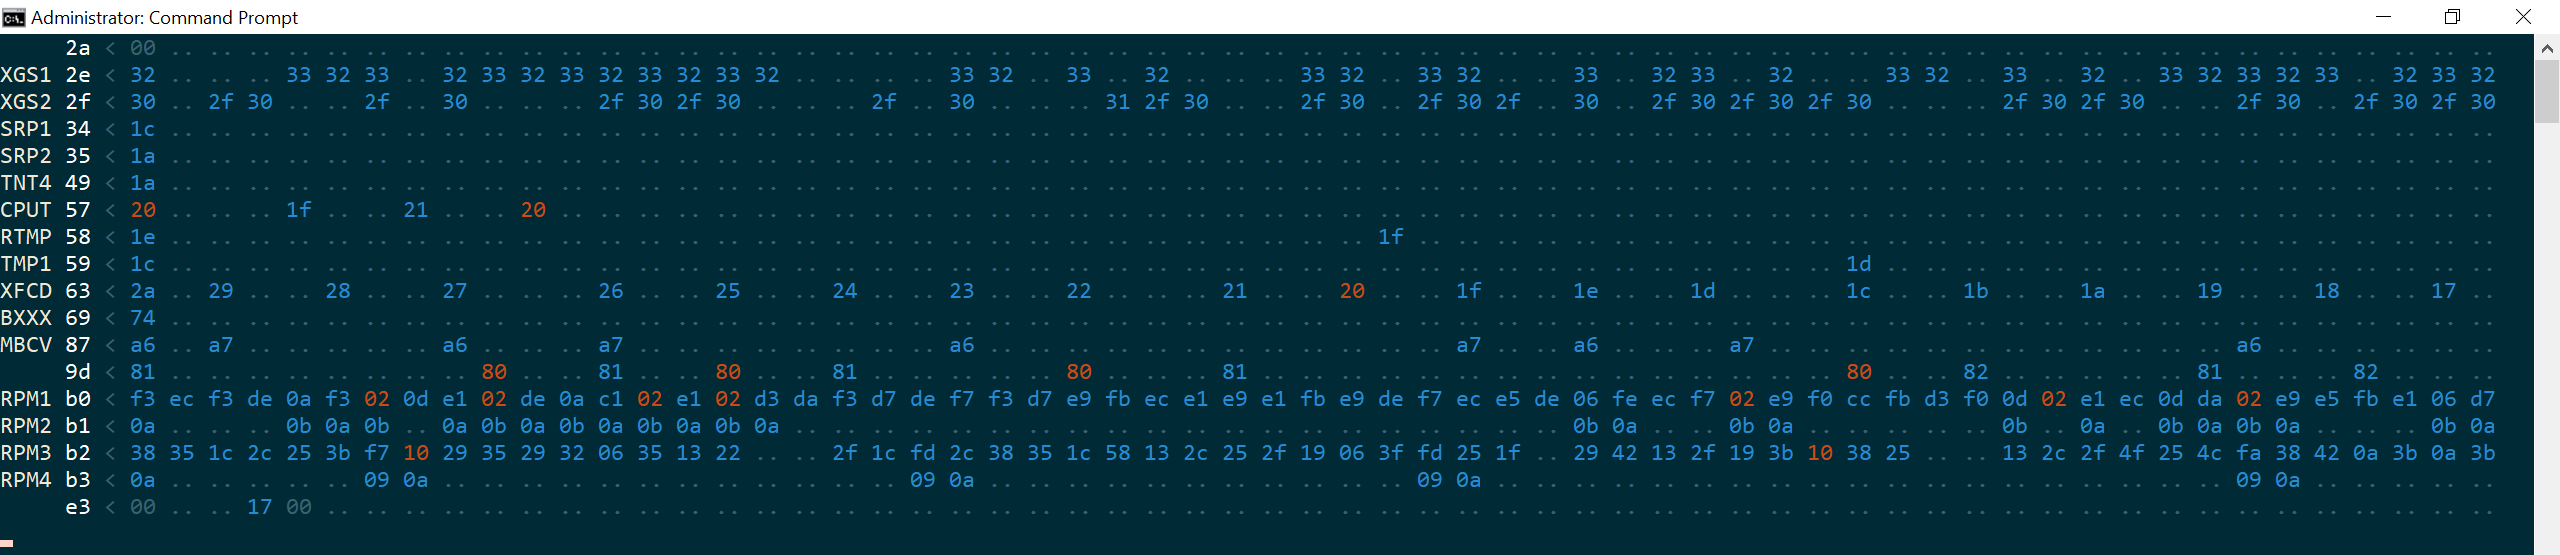 Administrator: Command Prompt
2a < 00 .. .. .. .. .. .. .. .. .. .. .. .. .. .. .. .. .. .. .. .. .. .. .. .. .. .. .. .. .. .. .. .. .. .. .. .. .. .. .. .. .. .. .. .. .. .. .. .. .. .. .. .. .. .. .. .. .. .. .. ..
XGS1 2e < 32 .. .. .. 33 32 33 .. 32 33 32 33 32 33 32 33 32 .. .. .. .. 33 32 .. 33 .. 32 .. .. .. 33 32 .. 33 32 .. .. 33 .. 32 33 .. 32 .. .. 33 32 .. 33 .. 32 .. 33 32 33 32 33 .. 32 33 32
XGS2 2f < 30 .. 2f 30 .. .. 2f .. 30 .. .. .. 2f 30 2f 30 .. .. .. 2f .. 30 .. .. .. 31 2f 30 .. .. 2f 30 .. 2f 30 2f .. 30 .. 2f 30 2f 30 2f 30 .. .. .. 2f 30 2f 30 .. .. 2f 30 .. 2f 30 2f 30
SRP1 34 < 1c .. .. .. .. .. .. .. .. .. .. .. .. .. .. .. .. .. .. .. .. .. .. .. .. .. .. .. .. .. .. .. .. .. .. .. .. .. .. .. .. .. .. .. .. .. .. .. .. .. .. .. .. .. .. .. .. .. .. .. ..
SRP2 35 < 1a .. .. .. .. .. .. .. .. .. .. .. .. .. .. .. .. .. .. .. .. .. .. .. .. .. .. .. .. .. .. .. .. .. .. .. .. .. .. .. .. .. .. .. .. .. .. .. .. .. .. .. .. .. .. .. .. .. .. .. ..
TNT4 49 < 1a .. .. .. .. .. .. .. .. .. .. .. .. .. .. .. .. .. .. .. .. .. .. .. .. .. .. .. .. .. .. .. .. .. .. .. .. .. .. .. .. .. .. .. .. .. .. .. .. .. .. .. .. .. .. .. .. .. .. .. ..
CPUT 57 < 20 .. .. .. 1f .. .. 21 .. .. 20 .. .. .. .. .. .. .. .. .. .. .. .. .. .. .. .. .. .. .. .. .. .. .. .. .. .. .. .. .. .. .. .. .. .. .. .. .. .. .. .. .. .. .. .. .. .. .. .. .. ..
RTMP 58 < 1e .. .. .. .. .. .. .. .. .. .. .. .. .. .. .. .. .. .. .. .. .. .. .. .. .. .. .. .. .. .. .. 1f .. .. .. .. .. .. .. .. .. .. .. .. .. .. .. .. .. .. .. .. .. .. .. .. .. .. .. ..
TMP1 59 < 1c .. .. .. .. .. .. .. .. .. .. .. .. .. .. .. .. .. .. .. .. .. .. .. .. .. .. .. .. .. .. .. .. .. .. .. .. .. .. .. .. .. .. .. 1d .. .. .. .. .. .. .. .. .. .. .. .. .. .. .. ..
XFCD 63 < 2a .. 29 .. .. 28 .. .. 27 .. .. .. 26 .. .. 25 .. .. 24 .. .. 23 .. .. 22 .. .. .. 21 .. .. 20 .. .. 1f .. .. 1e .. .. 1d .. .. .. 1c .. .. 1b .. .. 1a .. .. 19 .. .. 18 .. .. 17 ..
BXXX 69 < 74 .. .. .. .. .. .. .. .. .. .. .. .. .. .. .. .. .. .. .. .. .. .. .. .. .. .. .. .. .. .. .. .. .. .. .. .. .. .. .. .. .. .. .. .. .. .. .. .. .. .. .. .. .. .. .. .. .. .. .. ..
MBCV 87 < a6 .. a7 .. .. .. .. .. a6 .. .. .. a7 .. .. .. .. .. .. .. .. a6 .. .. .. .. .. .. .. .. .. .. .. .. a7 .. .. a6 .. .. .. a7 .. .. .. .. .. .. .. .. .. .. .. .. a6 .. .. .. .. .. ..
9d < 81 .. .. .. .. .. .. .. .. 80 .. .. 81 .. .. 80 .. .. 81 .. .. .. .. .. 80 .. .. .. 81 .. .. .. .. .. .. .. .. .. .. .. .. .. .. .. 80 .. .. 82 .. .. .. .. .. 81 .. .. .. 82 .. .. ..
RPM1 b0 < f3 ec f3 de 0a f3 02 0d e1 02 de 0a c1 02 e1 02 d3 da f3 d7 de f7 f3 d7 e9 fb ec e1 e9 e1 fb e9 de f7 ec e5 de 06 fe ec f7 02 e9 f0 cc fb d3 f0 0d 02 e1 ec 0d da 02 e9 e5 fb e1 06 d7
RPM2 b1 < 0a .. .. .. 0b 0a 0b .. 0a 0b 0a 0b 0a 0b 0a 0b 0a .. .. .. .. .. .. .. .. .. .. .. .. .. .. .. .. .. .. .. .. 0b 0a .. .. 0b 0a .. .. .. .. .. 0b .. 0a .. 0b 0a 0b 0a .. .. .. 0b 0a
RPM3 b2 < 38 35 1c 2c 25 3b f7 10 29 35 29 32 06 35 13 22 .. .. 2f 1c fd 2c 38 35 1c 58 13 2c 25 2f 19 06 3f fd 25 1f .. 29 42 13 2f 19 3b 10 38 25 .. .. 13 2c 2f 4f 25 4c fa 38 42 0a 3b 0a 3b
RPM4 b3 < 0a .. .. .. .. .. 09 0a .. .. .. .. .. .. .. .. .. .. .. .. 09 0a .. .. .. .. .. .. .. .. .. .. .. 09 0a .. .. .. .. .. .. .. .. .. .. .. .. .. .. .. .. .. .. .. 09 0a .. .. .. .. ..
e3 < 00 .. .. 17 00 .. .. .. .. .. .. .. .. .. .. .. .. .. .. .. .. .. .. .. .. .. .. .. .. .. .. .. .. .. .. .. .. .. .. .. .. .. .. .. .. .. .. .. .. .. .. .. .. .. .. .. .. .. .. .. ..